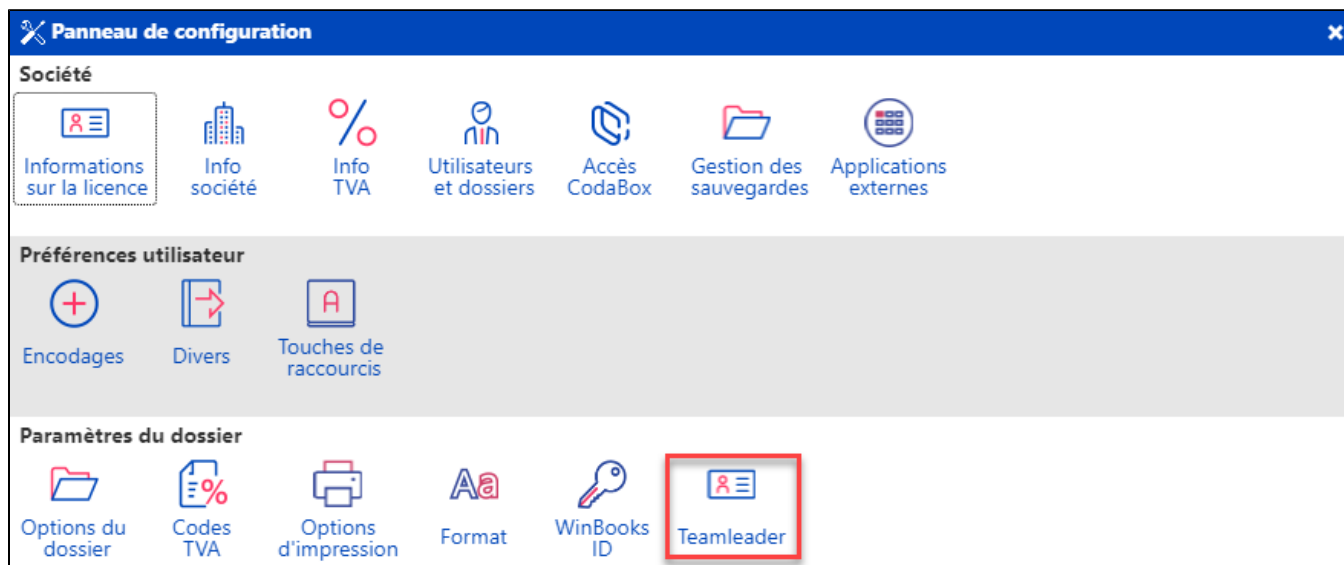 Panneau de configuration
Société
Informations sur la licence
Info société
Info TVA
Utilisateurs et dossiers
Accès CodaBox
Gestion des sauvegardes
Applications externes
Préférences utilisateur
Encodages
Divers
Touches de raccourcis
Paramètres du dossier
Options du dossier
Codes TVA
Options d'impression
Format
WinBooks ID
Teamleader